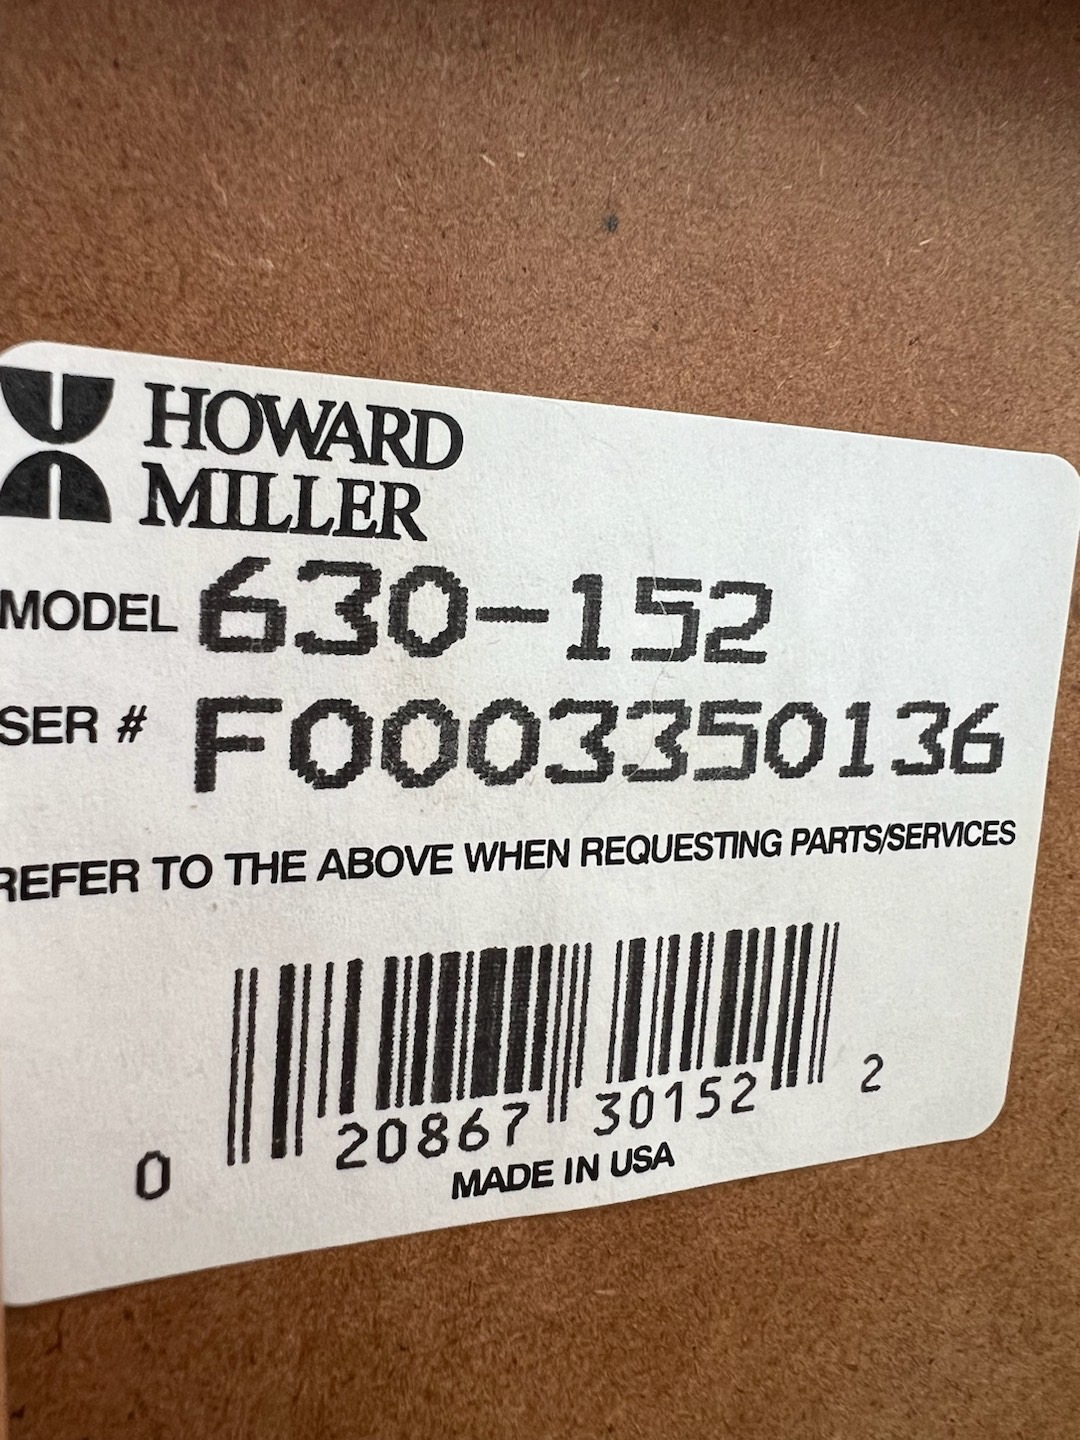 HOWARD
MILLER
MODEL 630-152
SER # F0003350136
REFER TO THE ABOVE WHEN REQUESTING PARTS/SERVICES
0 20867 30152 2
MADE IN USA